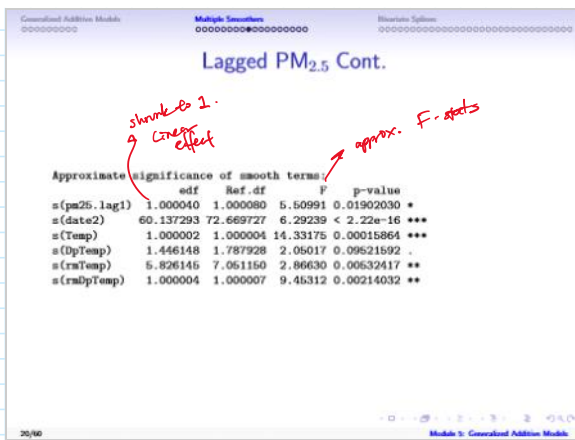 Generalized Additive Models Multiple Smoothers Bivariate Splines
Lagged PM2.5 Cont.
shrunk to 1.
Linear effect
approx. F-stats
Approximate significance of smooth terms:
edf Ref.df F p-value
s(pm25.lag1) 1.000040 1.000080 5.50991 0.01902030 *
s(date2) 60.137293 72.669727 6.29239 < 2.22e-16 ***
s(Temp) 1.000002 1.000004 14.33175 0.00015864 ***
s(DpTemp) 1.446148 1.787928 2.05017 0.09521592 .
s(rmTemp) 5.826145 7.051150 2.86630 0.00532417 **
s(rmDpTemp) 1.000004 1.000007 9.45312 0.00214032 **
20/60 Module 5: Generalized Additive Models